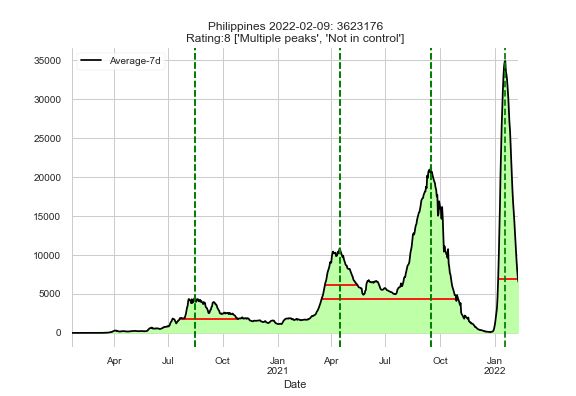 Philippines 2022-02-09: 3623176
Rating:8 ['Multiple peaks', 'Not in control']
Average-7d
35000
30000
25000
20000
15000
10000
5000
0
Apr Jul Oct Jan Apr Jul Oct Jan
2021 2022
Date